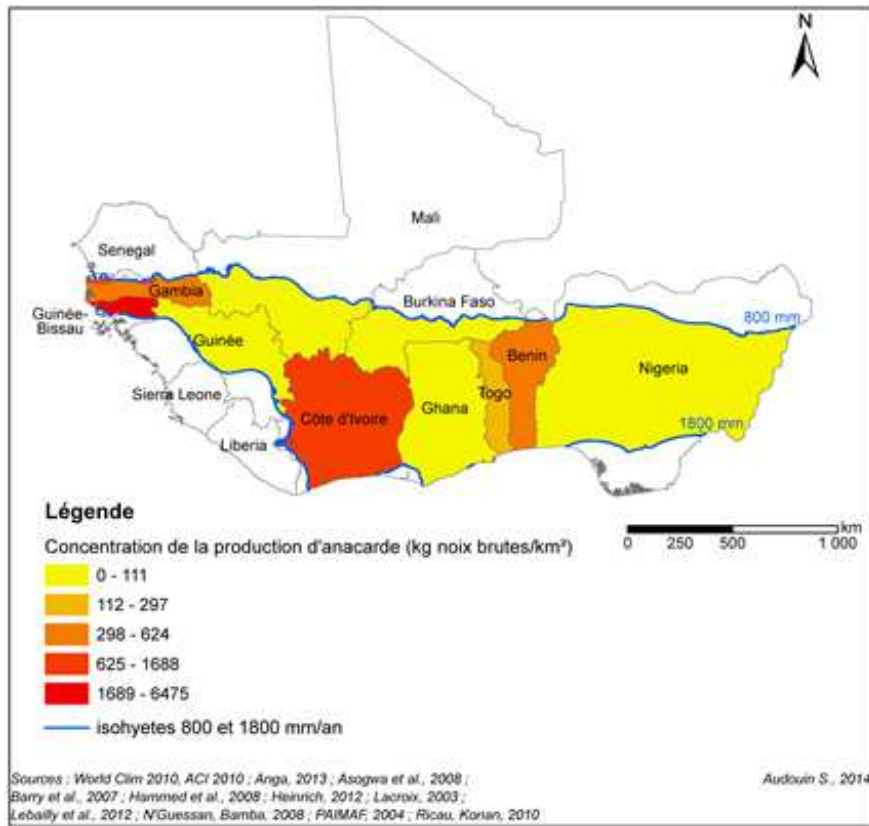 N
Mali
Senegal
Gambia
Burkina Faso
Guinée-
Bissau
800 mm
Guinée
Benin
Nigeria
Sierra Leone
Togo
Côte d'Ivoire
Ghana
1800 mm
Liberia
Légende
km
Concentration de la production d'anacarde (kg noix brutes/km²)
0 250 500 1 000
0 - 111
112 - 297
298 - 624
625 - 1688
1689 - 6475
isohyetes 800 et 1800 mm/an
Sources : World Clim 2010, ACI 2010 ; Anga, 2013 ; Asogwa et al., 2008 ;
Audouin S., 2014
Barry et al., 2007 ; Hammed et al., 2008 ; Heinrich, 2012 ; Lacroix, 2003 ;
Lebailly et al., 2012 ; N'Guessan, Bamba, 2008 ; PAIMAF, 2004 ; Ricau, Konan, 2010